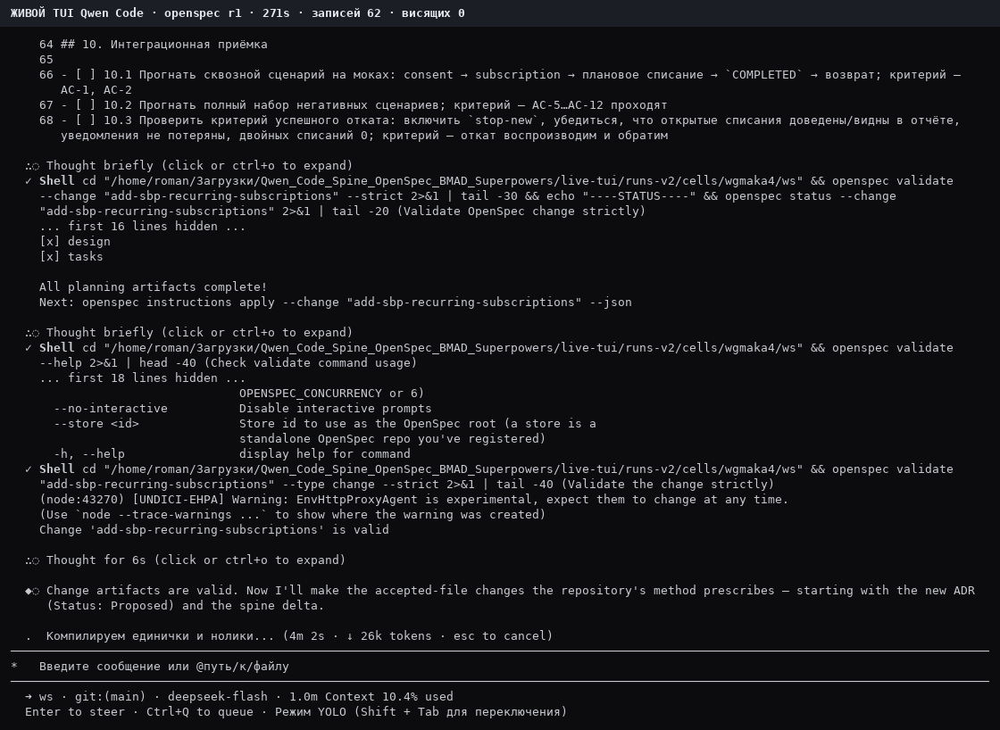 ЖИВОЙ TUI Qwen Code · openspec r1 · 271s · записей 62 · висящих 0
64 ## 10. Интеграционная приёмка
65
66 - [ ] 10.1 Прогнать сквозной сценарий на моках: consent → subscription → плановое списание → `COMPLETED` → возврат; критерий —
AC-1, AC-2
67 - [ ] 10.2 Прогнать полный набор негативных сценариев; критерий — AC-5…AC-12 проходят
68 - [ ] 10.3 Проверить критерий успешного отката: включить `stop-new`, убедиться, что открытые списания доведены/видны в отчёте,
уведомления не потеряны, двойных списаний 0; критерий — откат воспроизводим и обратим
∴ Thought briefly (click or ctrl+o to expand)
✓ Shell cd "/home/roman/Загрузки/Qwen_Code_Spine_OpenSpec_BMAD_Superpowers/live-tui/runs-v2/cells/wgmaka4/ws" && openspec validate
--change "add-sbp-recurring-subscriptions" --strict 2>&1 | tail -30 && echo "----STATUS----" && openspec status --change
"add-sbp-recurring-subscriptions" 2>&1 | tail -20 (Validate OpenSpec change strictly)
... first 16 lines hidden ...
[x] design
[x] tasks
All planning artifacts complete!
Next: openspec instructions apply --change "add-sbp-recurring-subscriptions" --json
∴ Thought briefly (click or ctrl+o to expand)
✓ Shell cd "/home/roman/Загрузки/Qwen_Code_Spine_OpenSpec_BMAD_Superpowers/live-tui/runs-v2/cells/wgmaka4/ws" && openspec validate
--help 2>&1 | head -40 (Check validate command usage)
... first 18 lines hidden ...
OPENSPEC_CONCURRENCY or 6)
--no-interactive Disable interactive prompts
--store <id> Store id to use as the OpenSpec root (a store is a
standalone OpenSpec repo you've registered)
-h, --help display help for command
✓ Shell cd "/home/roman/Загрузки/Qwen_Code_Spine_OpenSpec_BMAD_Superpowers/live-tui/runs-v2/cells/wgmaka4/ws" && openspec validate
"add-sbp-recurring-subscriptions" --type change --strict 2>&1 | tail -40 (Validate the change strictly)
(node:43270) [UNDICI-EHPA] Warning: EnvHttpProxyAgent is experimental, expect them to change at any time.
(Use `node --trace-warnings ...` to show where the warning was created)
Change 'add-sbp-recurring-subscriptions' is valid
∴ Thought for 6s (click or ctrl+o to expand)
◆ Change artifacts are valid. Now I'll make the accepted-file changes the repository's method prescribes — starting with the new ADR
(Status: Proposed) and the spine delta.
. Компилируем единички и нолики... (4m 2s · ↓ 26k tokens · esc to cancel)
* Введите сообщение или @путь/к/файлу
➜ ws · git:(main) · deepseek-flash · 1.0m Context 10.4% used
Enter to steer · Ctrl+Q to queue · Режим YOLO (Shift + Tab для переключения)